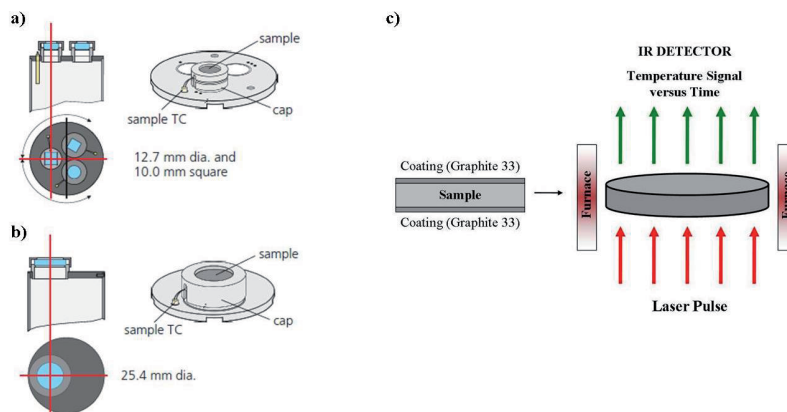 a)
sample
cap
sample TC
12.7 mm dia. and
10.0 mm square
b)
sample
sample TC
cap
25.4 mm dia.
c)
IR DETECTOR
Temperature Signal
versus Time
Coating (Graphite 33)
Sample
Coating (Graphite 33)
Furnace
Furnace
Laser Pulse